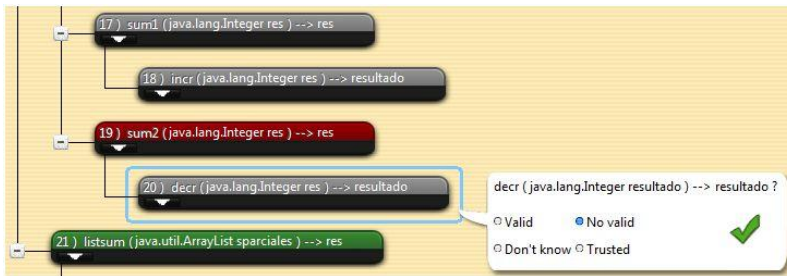 17 ) sum1 ( java.lang.Integer res ) --> res
18 ) incr ( java.lang.Integer res ) --> resultado
19 ) sum2 ( java.lang.Integer res ) --> res
20 ) decr ( java.lang.Integer res ) --> resultado
decr ( java.lang.Integer resultado ) --> resultado ?
Valid No valid
Don't know Trusted
21 ) listsum ( java.util.ArrayList sparciales ) --> res